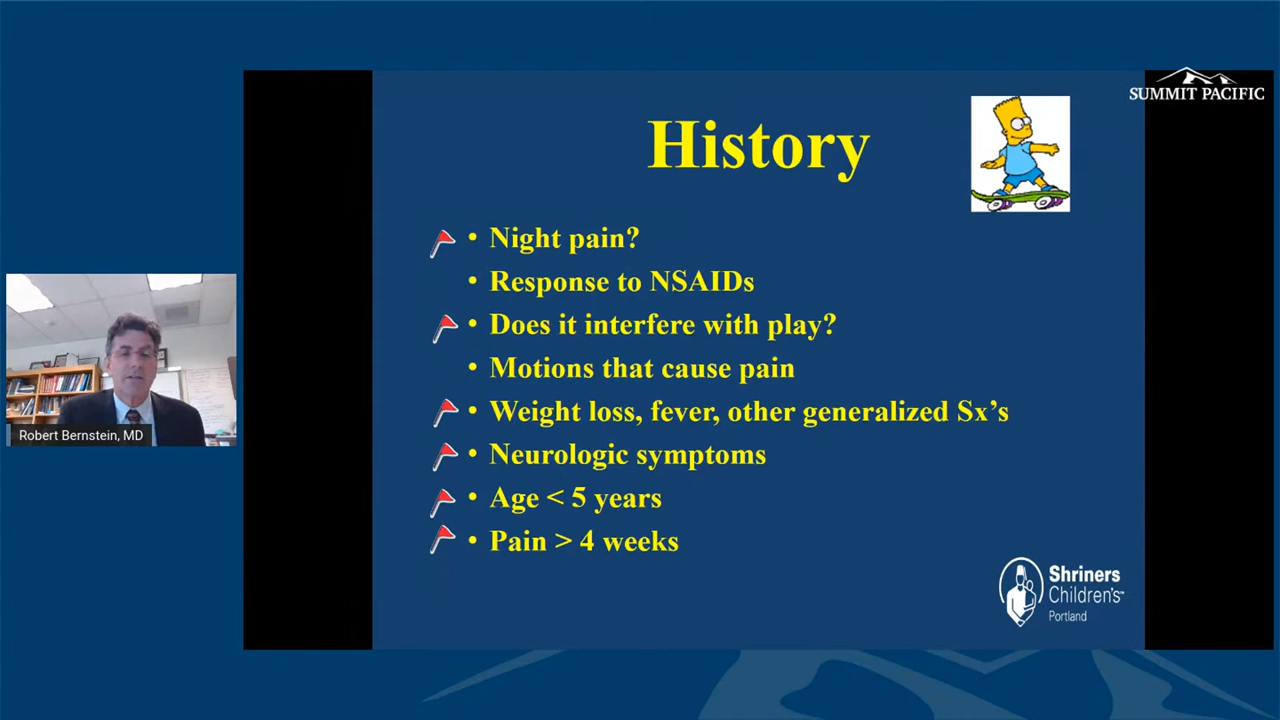 SUMMIT PACIFIC
History
• Night pain?
• Response to NSAIDs
• Does it interfere with play?
• Motions that cause pain
• Weight loss, fever, other generalized Sx's
• Neurologic symptoms
• Age < 5 years
• Pain > 4 weeks
Robert Bernstein, MD
Shriners
Children's™
Portland